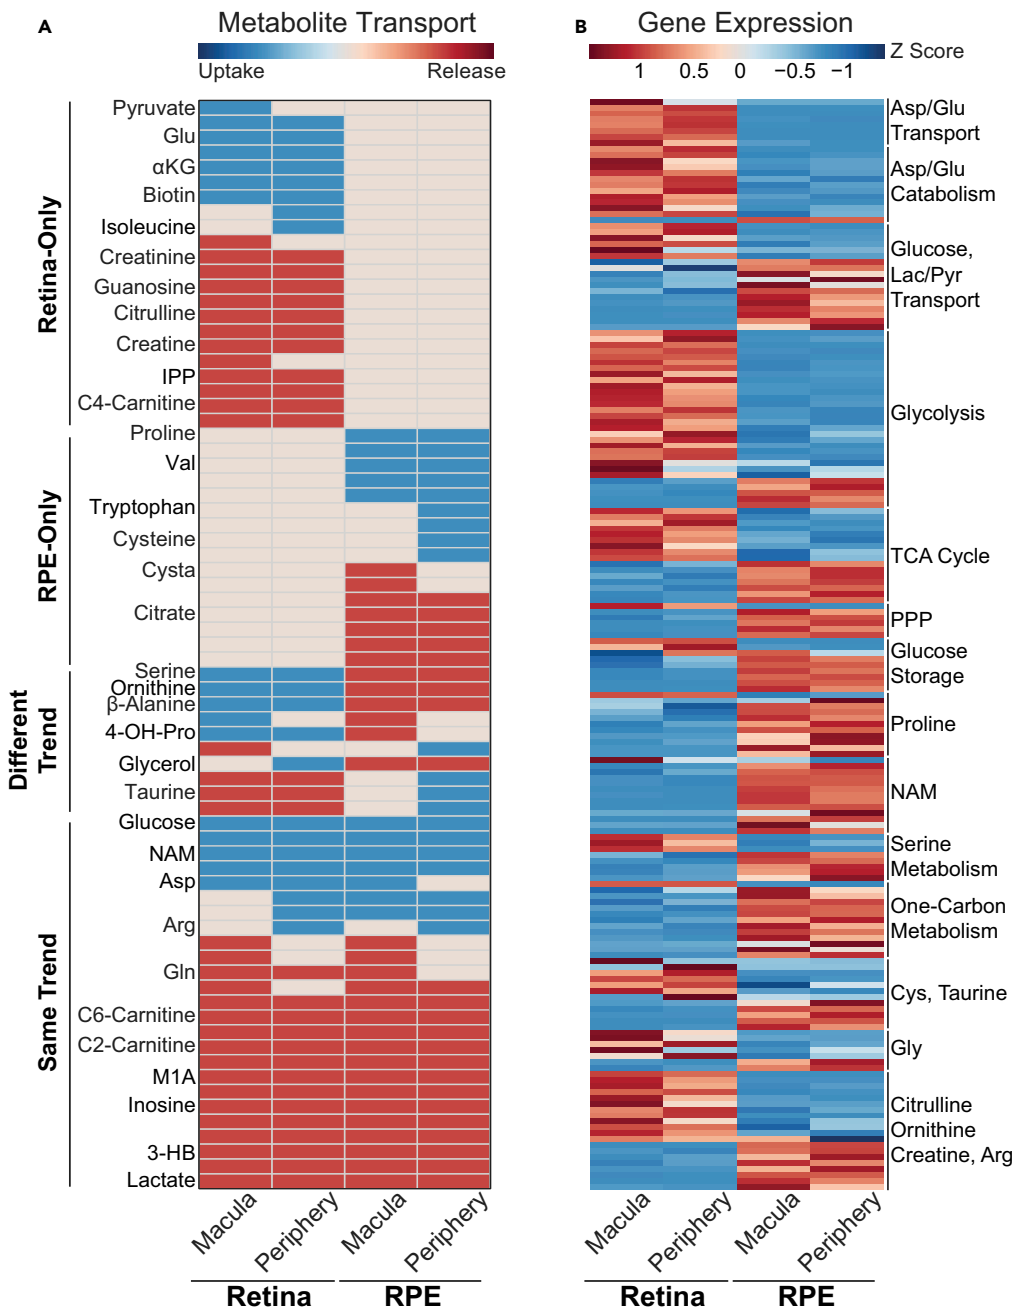 A
Metabolite Transport
Uptake
Release
Retina-Only
Pyruvate
Glu
αKG
Biotin
Isoleucine
Creatinine
Guanosine
Citrulline
Creatine
IPP
C4-Carnitine
RPE-Only
Proline
Val
Tryptophan
Cysteine
Cysta
Citrate
Different
Trend
Serine
Ornithine
β-Alanine
4-OH-Pro
Glycerol
Taurine
Same Trend
Glucose
NAM
Asp
Arg
Gln
C6-Carnitine
C2-Carnitine
M1A
Inosine
3-HB
Lactate
Macula
Periphery
Macula
Periphery
Retina
RPE
B
Gene Expression
1 0.5 0 −0.5 −1
Z Score
Asp/Glu
Transport
Asp/Glu
Catabolism
Glucose,
Lac/Pyr
Transport
Glycolysis
TCA Cycle
PPP
Glucose
Storage
Proline
NAM
Serine
Metabolism
One-Carbon
Metabolism
Cys, Taurine
Gly
Citrulline
Ornithine
Creatine, Arg
Macula
Periphery
Macula
Periphery
Retina
RPE